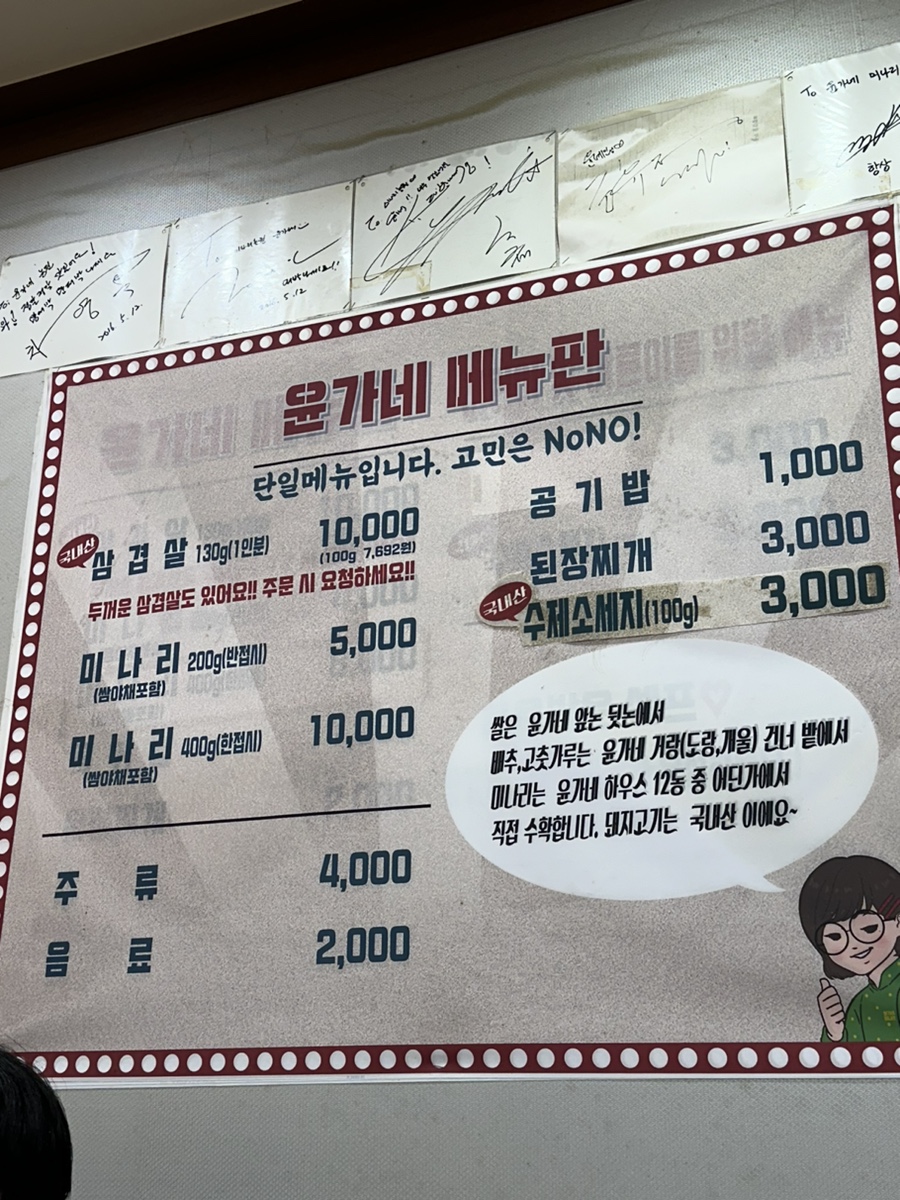 2016.5.12.
윤가네 메뉴판
단일메뉴입니다. 고민은 NoNO!
국내산 삼겹살 130g(1인분) 10,000
(100g 7,692원)
두꺼운 삼겹살도 있어요!! 주문 시 요청하세요!!
미나리 200g(반접시) 5,000
(쌈야채포함)
미나리 400g(한접시) 10,000
(쌈야채포함)
주류 4,000
음료 2,000
공기밥 1,000
된장찌개 3,000
국내산 수제소세지(100g) 3,000
쌀은 윤가네 앞논 뒷논에서
배추,고춧가루는 윤가네 거랑(도랑,개울) 건너 밭에서
미나리는 윤가네 하우스 12동 중 어딘가에서
직접 수확합니다. 돼지고기는 국내산 이에요~